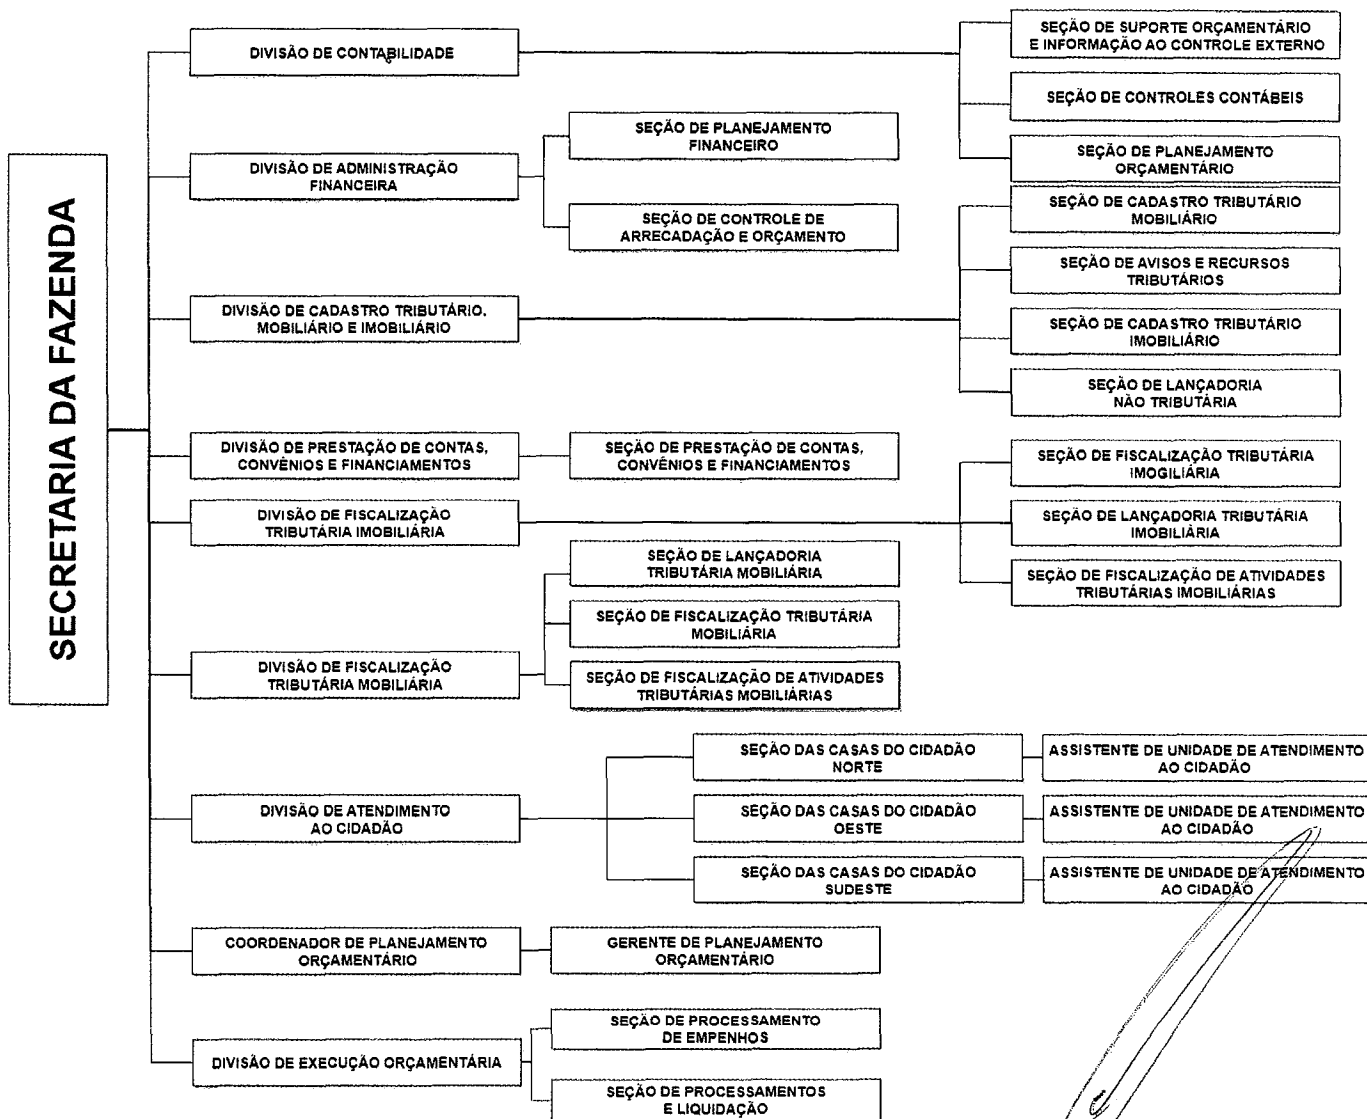 SECRETARIA DA FAZENDA
DIVISÃO DE CONTABILIDADE
SEÇÃO DE SUPORTE ORÇAMENTÁRIO
E INFORMAÇÃO AO CONTROLE EXTERNO
SEÇÃO DE CONTROLES CONTÁBEIS
SEÇÃO DE PLANEJAMENTO
ORÇAMENTÁRIO
DIVISÃO DE ADMINISTRAÇÃO
FINANCEIRA
SEÇÃO DE PLANEJAMENTO
FINANCEIRO
SEÇÃO DE CONTROLE DE
ARRECADAÇÃO E ORÇAMENTO
DIVISÃO DE CADASTRO TRIBUTÁRIO,
MOBILIÁRIO E IMOBILIÁRIO
SEÇÃO DE CADASTRO TRIBUTÁRIO
MOBILIÁRIO
SEÇÃO DE AVISOS E RECURSOS
TRIBUTÁRIOS
SEÇÃO DE CADASTRO TRIBUTÁRIO
IMOBILIÁRIO
SEÇÃO DE LANÇADORIA
NÃO TRIBUTÁRIA
DIVISÃO DE PRESTAÇÃO DE CONTAS,
CONVÊNIOS E FINANCIAMENTOS
SEÇÃO DE PRESTAÇÃO DE CONTAS,
CONVÊNIOS E FINANCIAMENTOS
DIVISÃO DE FISCALIZAÇÃO
TRIBUTÁRIA IMOBILIÁRIA
SEÇÃO DE FISCALIZAÇÃO TRIBUTÁRIA
IMOGILIÁRIA
SEÇÃO DE LANÇADORIA TRIBUTÁRIA
IMOBILIÁRIA
SEÇÃO DE FISCALIZAÇÃO DE ATIVIDADES
TRIBUTÁRIAS IMOBILIÁRIAS
DIVISÃO DE FISCALIZAÇÃO
TRIBUTÁRIA MOBILIÁRIA
SEÇÃO DE LANÇADORIA
TRIBUTÁRIA MOBILIÁRIA
SEÇÃO DE FISCALIZAÇÃO TRIBUTÁRIA
MOBILIÁRIA
SEÇÃO DE FISCALIZAÇÃO DE ATIVIDADES
TRIBUTÁRIAS MOBILIÁRIAS
DIVISÃO DE ATENDIMENTO
AO CIDADÃO
SEÇÃO DAS CASAS DO CIDADÃO
NORTE
ASSISTENTE DE UNIDADE DE ATENDIMENTO
AO CIDADÃO
SEÇÃO DAS CASAS DO CIDADÃO
OESTE
ASSISTENTE DE UNIDADE DE ATENDIMENTO
AO CIDADÃO
SEÇÃO DAS CASAS DO CIDADÃO
SUDESTE
ASSISTENTE DE UNIDADE DE ATENDIMENTO
AO CIDADÃO
COORDENADOR DE PLANEJAMENTO
ORÇAMENTÁRIO
GERENTE DE PLANEJAMENTO
ORÇAMENTÁRIO
DIVISÃO DE EXECUÇÃO ORÇAMENTÁRIA
SEÇÃO DE PROCESSAMENTO
DE EMPENHOS
SEÇÃO DE PROCESSAMENTOS
E LIQUIDAÇÃO